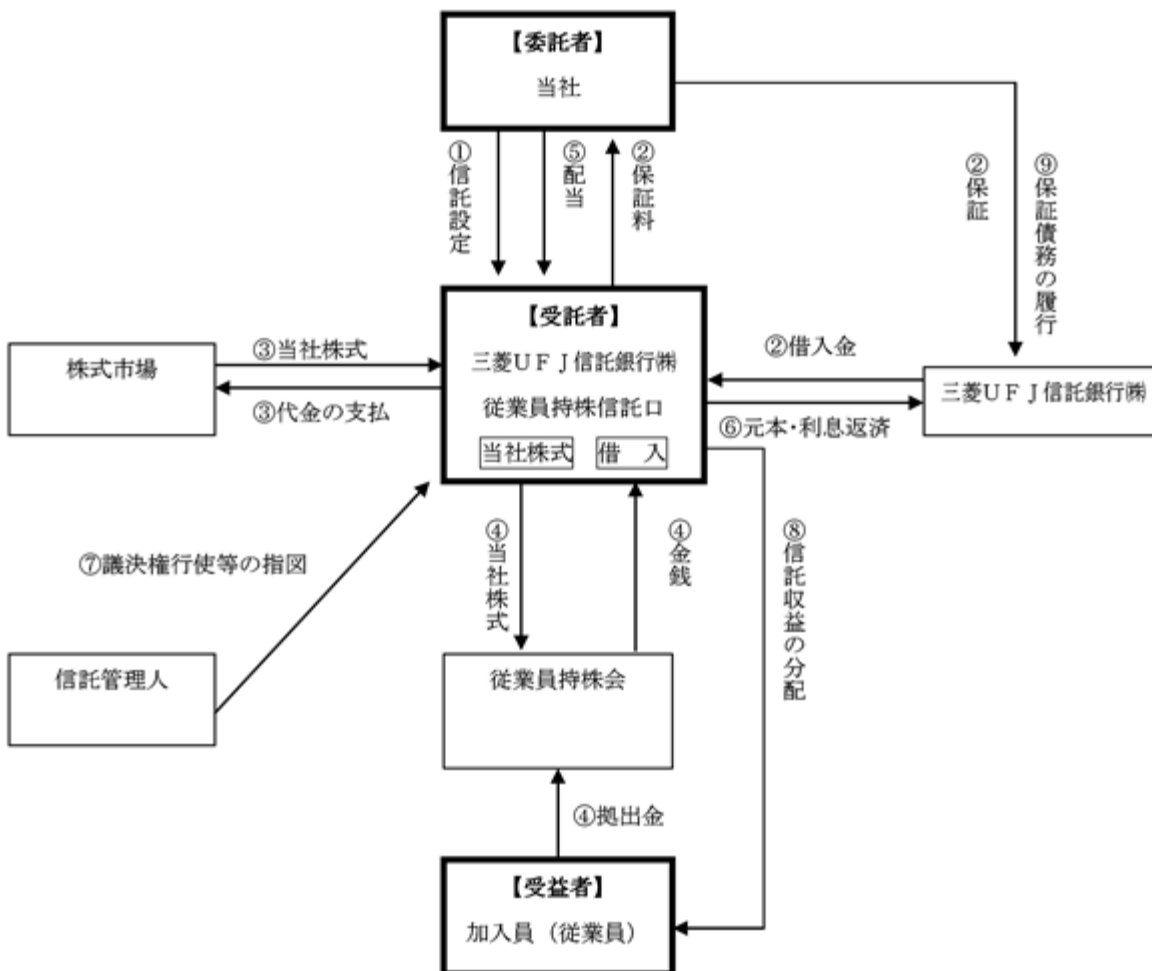 【委託者】
当社
①信託設定
⑤配当
②保証料
②保証
⑨保証債務の履行
【受託者】
三菱ＵＦＪ信託銀行㈱
従業員持株信託口
当社株式
借　入
株式市場
③当社株式
③代金の支払
②借入金
⑥元本・利息返済
三菱ＵＦＪ信託銀行㈱
⑦議決権行使等の指図
信託管理人
④当社株式
④金銭
⑧信託収益の分配
従業員持株会
④拠出金
【受益者】
加入員（従業員）